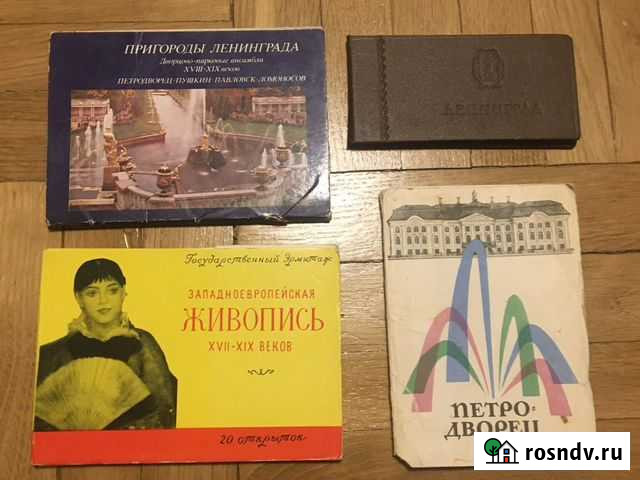 ПРИГОРОДЫ ЛЕНИНГРАДА
Дворцово-парковые ансамбли
XVIII-XIX веков
ПЕТРОДВОРЕЦ·ПУШКИН·ПАВЛОВСК·ЛОМОНОСОВ
ЛЕНИНГРАД
Государственный Эрмитаж
ЗАПАДНОЕВРОПЕЙСКАЯ
ЖИВОПИСЬ
XVII-XIX ВЕКОВ
20 открыток
ПЕТРО-
ДВОРЕЦ
rosndv.ru